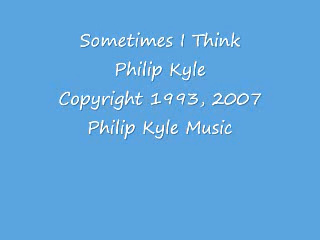 Sometimes I Think
Philip Kyle
Copyright 1993, 2007
Philip Kyle Music